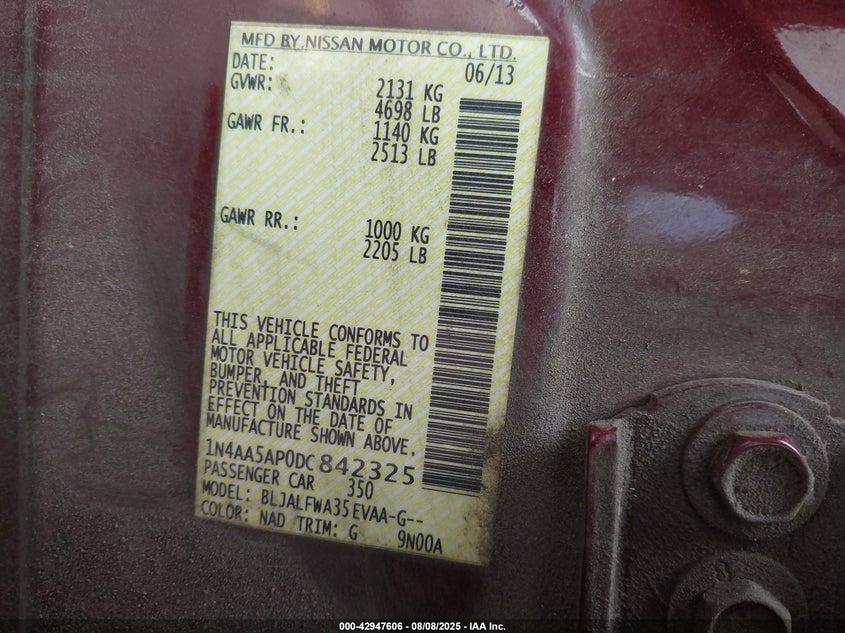 MFD BY NISSAN MOTOR CO., LTD.
DATE: 06/13
GVWR: 2131 KG
4698 LB
GAWR FR.: 1140 KG
2513 LB
GAWR RR.: 1000 KG
2205 LB
THIS VEHICLE CONFORMS TO
ALL APPLICABLE FEDERAL
MOTOR VEHICLE SAFETY,
BUMPER, AND THEFT
PREVENTION STANDARDS IN
EFFECT ON THE DATE OF
MANUFACTURE SHOWN ABOVE.
1N4AA5AP0DC842325
PASSENGER CAR 350
MODEL: BLJALFWA35EVAA-G--
COLOR: NAD TRIM: G 9N00A
8
000-42947606 - 08/08/2025 - IAA Inc.